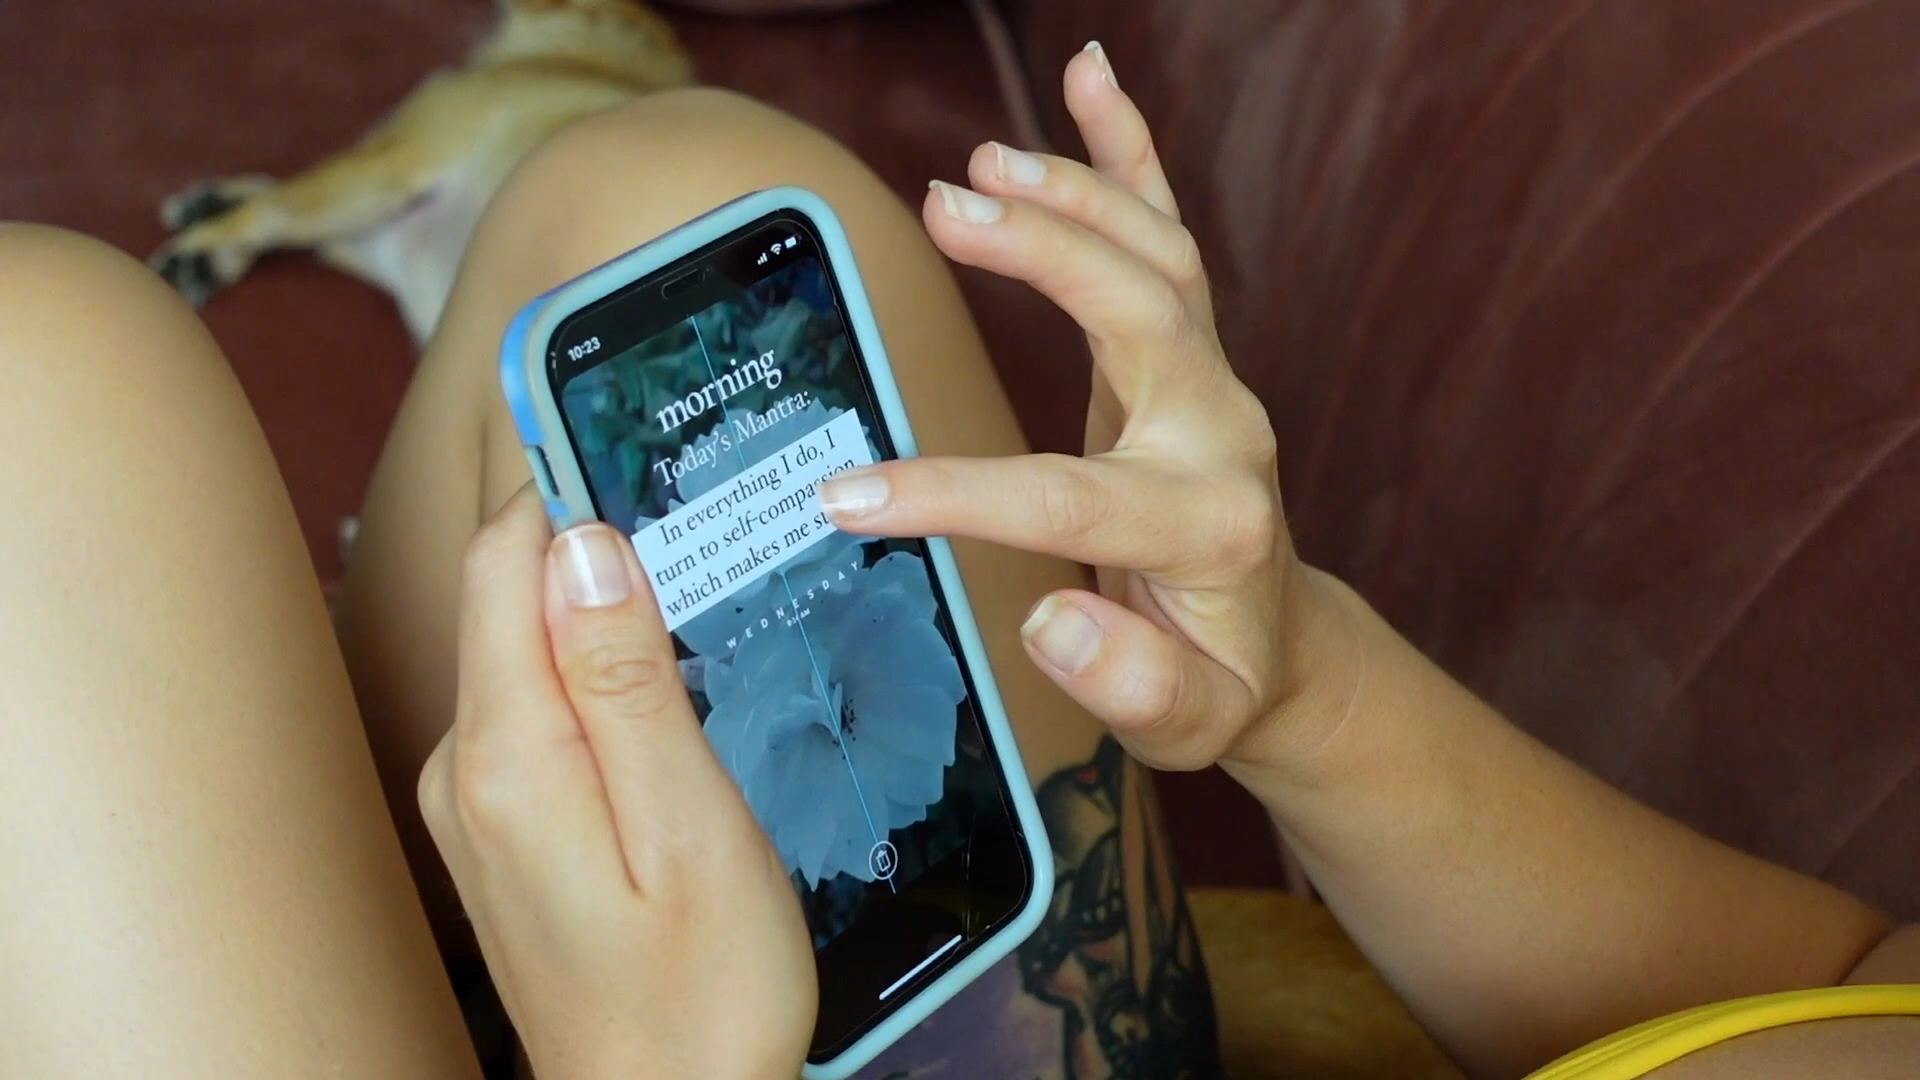 10:23
morning
Today's Mantra:
In everything I do, I
turn to self-compassion
which makes me
WEDNESDAY